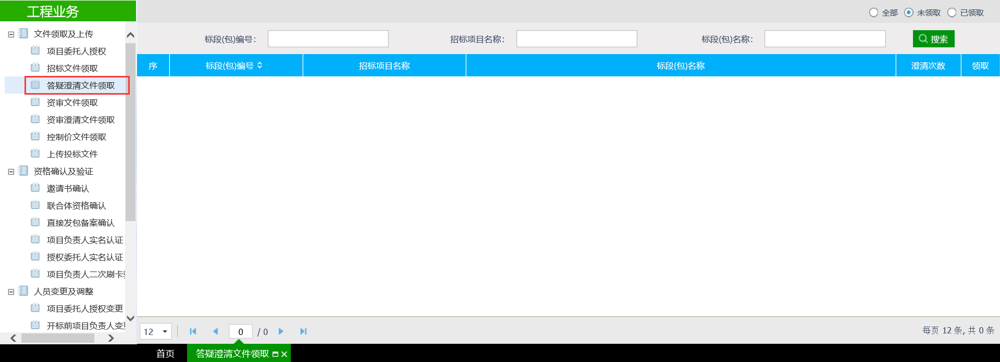 工程业务
文件领取及上传
项目委托人授权
招标文件领取
答疑澄清文件领取
资审文件领取
资审澄清文件领取
控制价文件领取
上传投标文件
资格确认及验证
邀请书确认
联合体资格确认
直接发包备案确认
项目负责人实名认证
授权委托人实名认证
项目负责人二次刷卡
人员变更及调整
项目委托人授权变更
开标前项目负责人变
全部 未领取 已领取
标段(包)编号： 招标项目名称： 标段(包)名称： 搜索
序 标段(包)编号 招标项目名称 标段(包)名称 澄清次数 领取
12 0 / 0 每页 12 条, 共 0 条
首页 答疑澄清文件领取